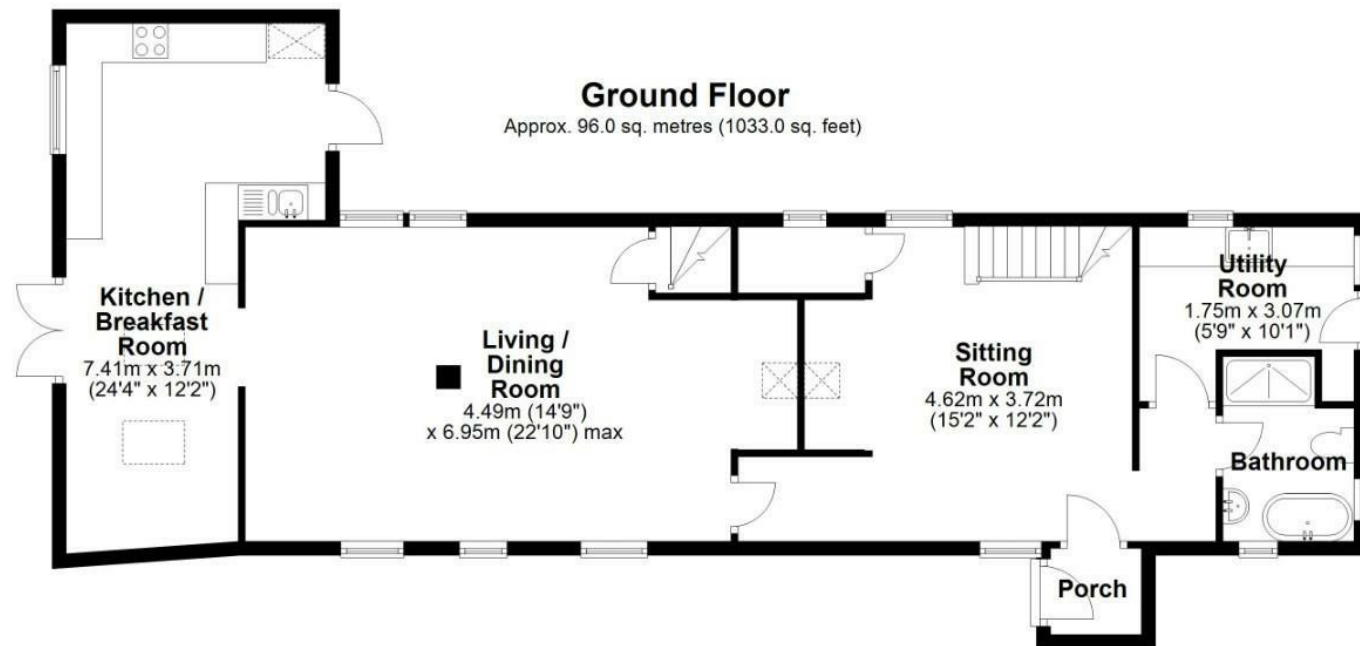 Ground Floor
Approx. 96.0 sq. metres (1033.0 sq. feet)
Kitchen /
Breakfast
Room
7.41m x 3.71m
(24'4" x 12'2")
Living /
Dining
Room
4.49m (14'9")
x 6.95m (22'10") max
Sitting
Room
4.62m x 3.72m
(15'2" x 12'2")
Utility
Room
1.75m x 3.07m
(5'9" x 10'1")
Bathroom
Porch